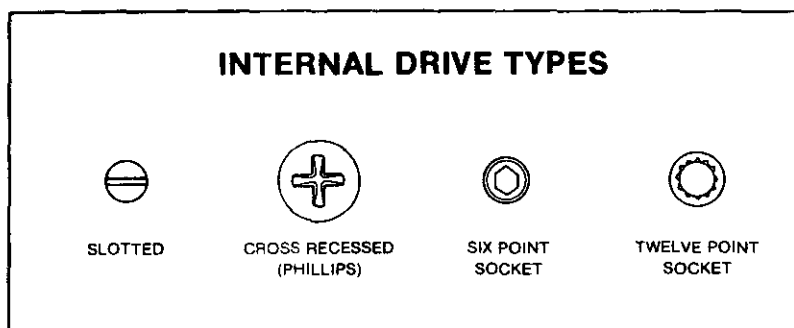 INTERNAL DRIVE TYPES
SLOTTED
CROSS RECESSED
(PHILLIPS)
SIX POINT
SOCKET
TWELVE POINT
SOCKET